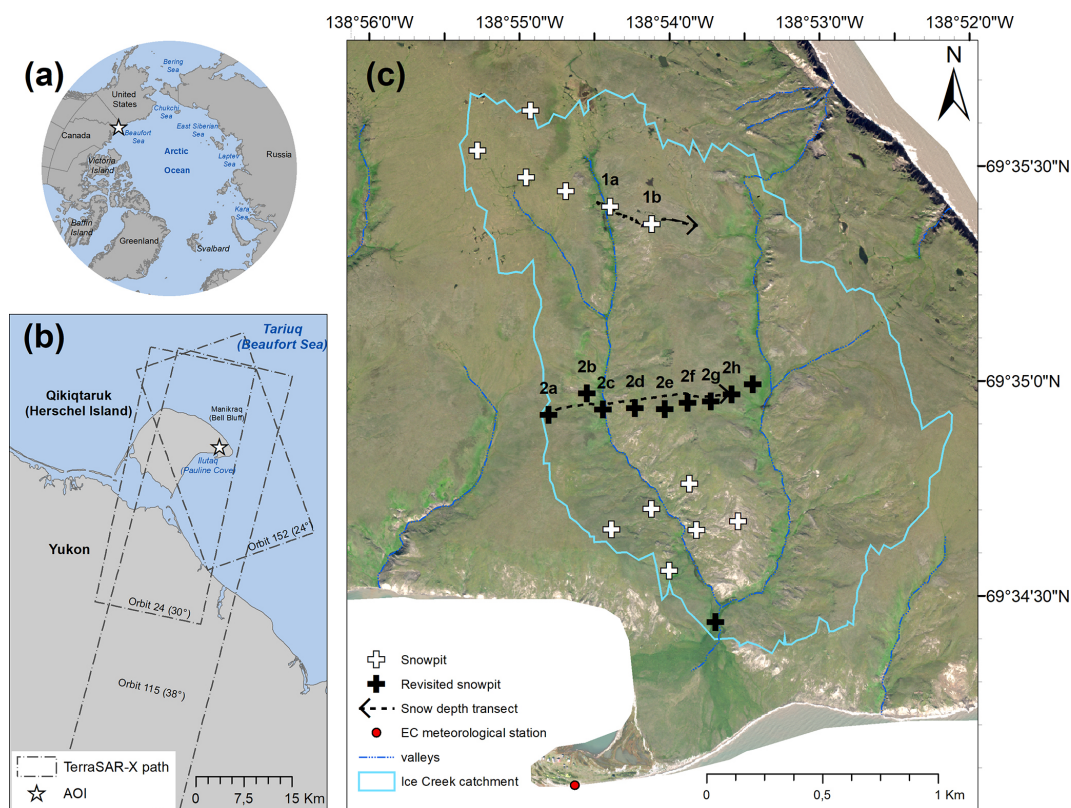 (a)
Bering
Sea
United
States
Chukchi
Sea
Canada
Beaufort
Sea
East Siberian
Sea
Arctic
Ocean
Laptev
Sea
Russia
Victoria
Island
Kara
Sea
Baffin
Island
Greenland
Svalbard
(b)
Tariuq
(Beaufort Sea)
Qikiqtaruk
(Herschel Island)
Manikraq
(Bell Bluff)
Ilutaq
(Pauline Cove)
Yukon
Orbit 152 (24°)
Orbit 24 (30°)
Orbit 115 (38°)
TerraSAR-X path
AOI
0 7,5 15 Km
138°56'0"W 138°55'0"W 138°54'0"W 138°53'0"W 138°52'0"W
(c)
N
69°35'30"N
1a
1b
69°35'0"N
2a 2b 2c 2d 2e 2f 2g 2h
69°34'30"N
Snowpit
Revisited snowpit
Snow depth transect
EC meteorological station
valleys
Ice Creek catchment
0 0,5 1 Km